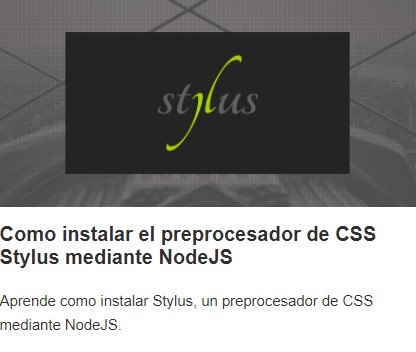 stylus
Como instalar el preprocesador de CSS
Stylus mediante NodeJS
Aprende como instalar Stylus, un preprocesador de CSS
mediante NodeJS.